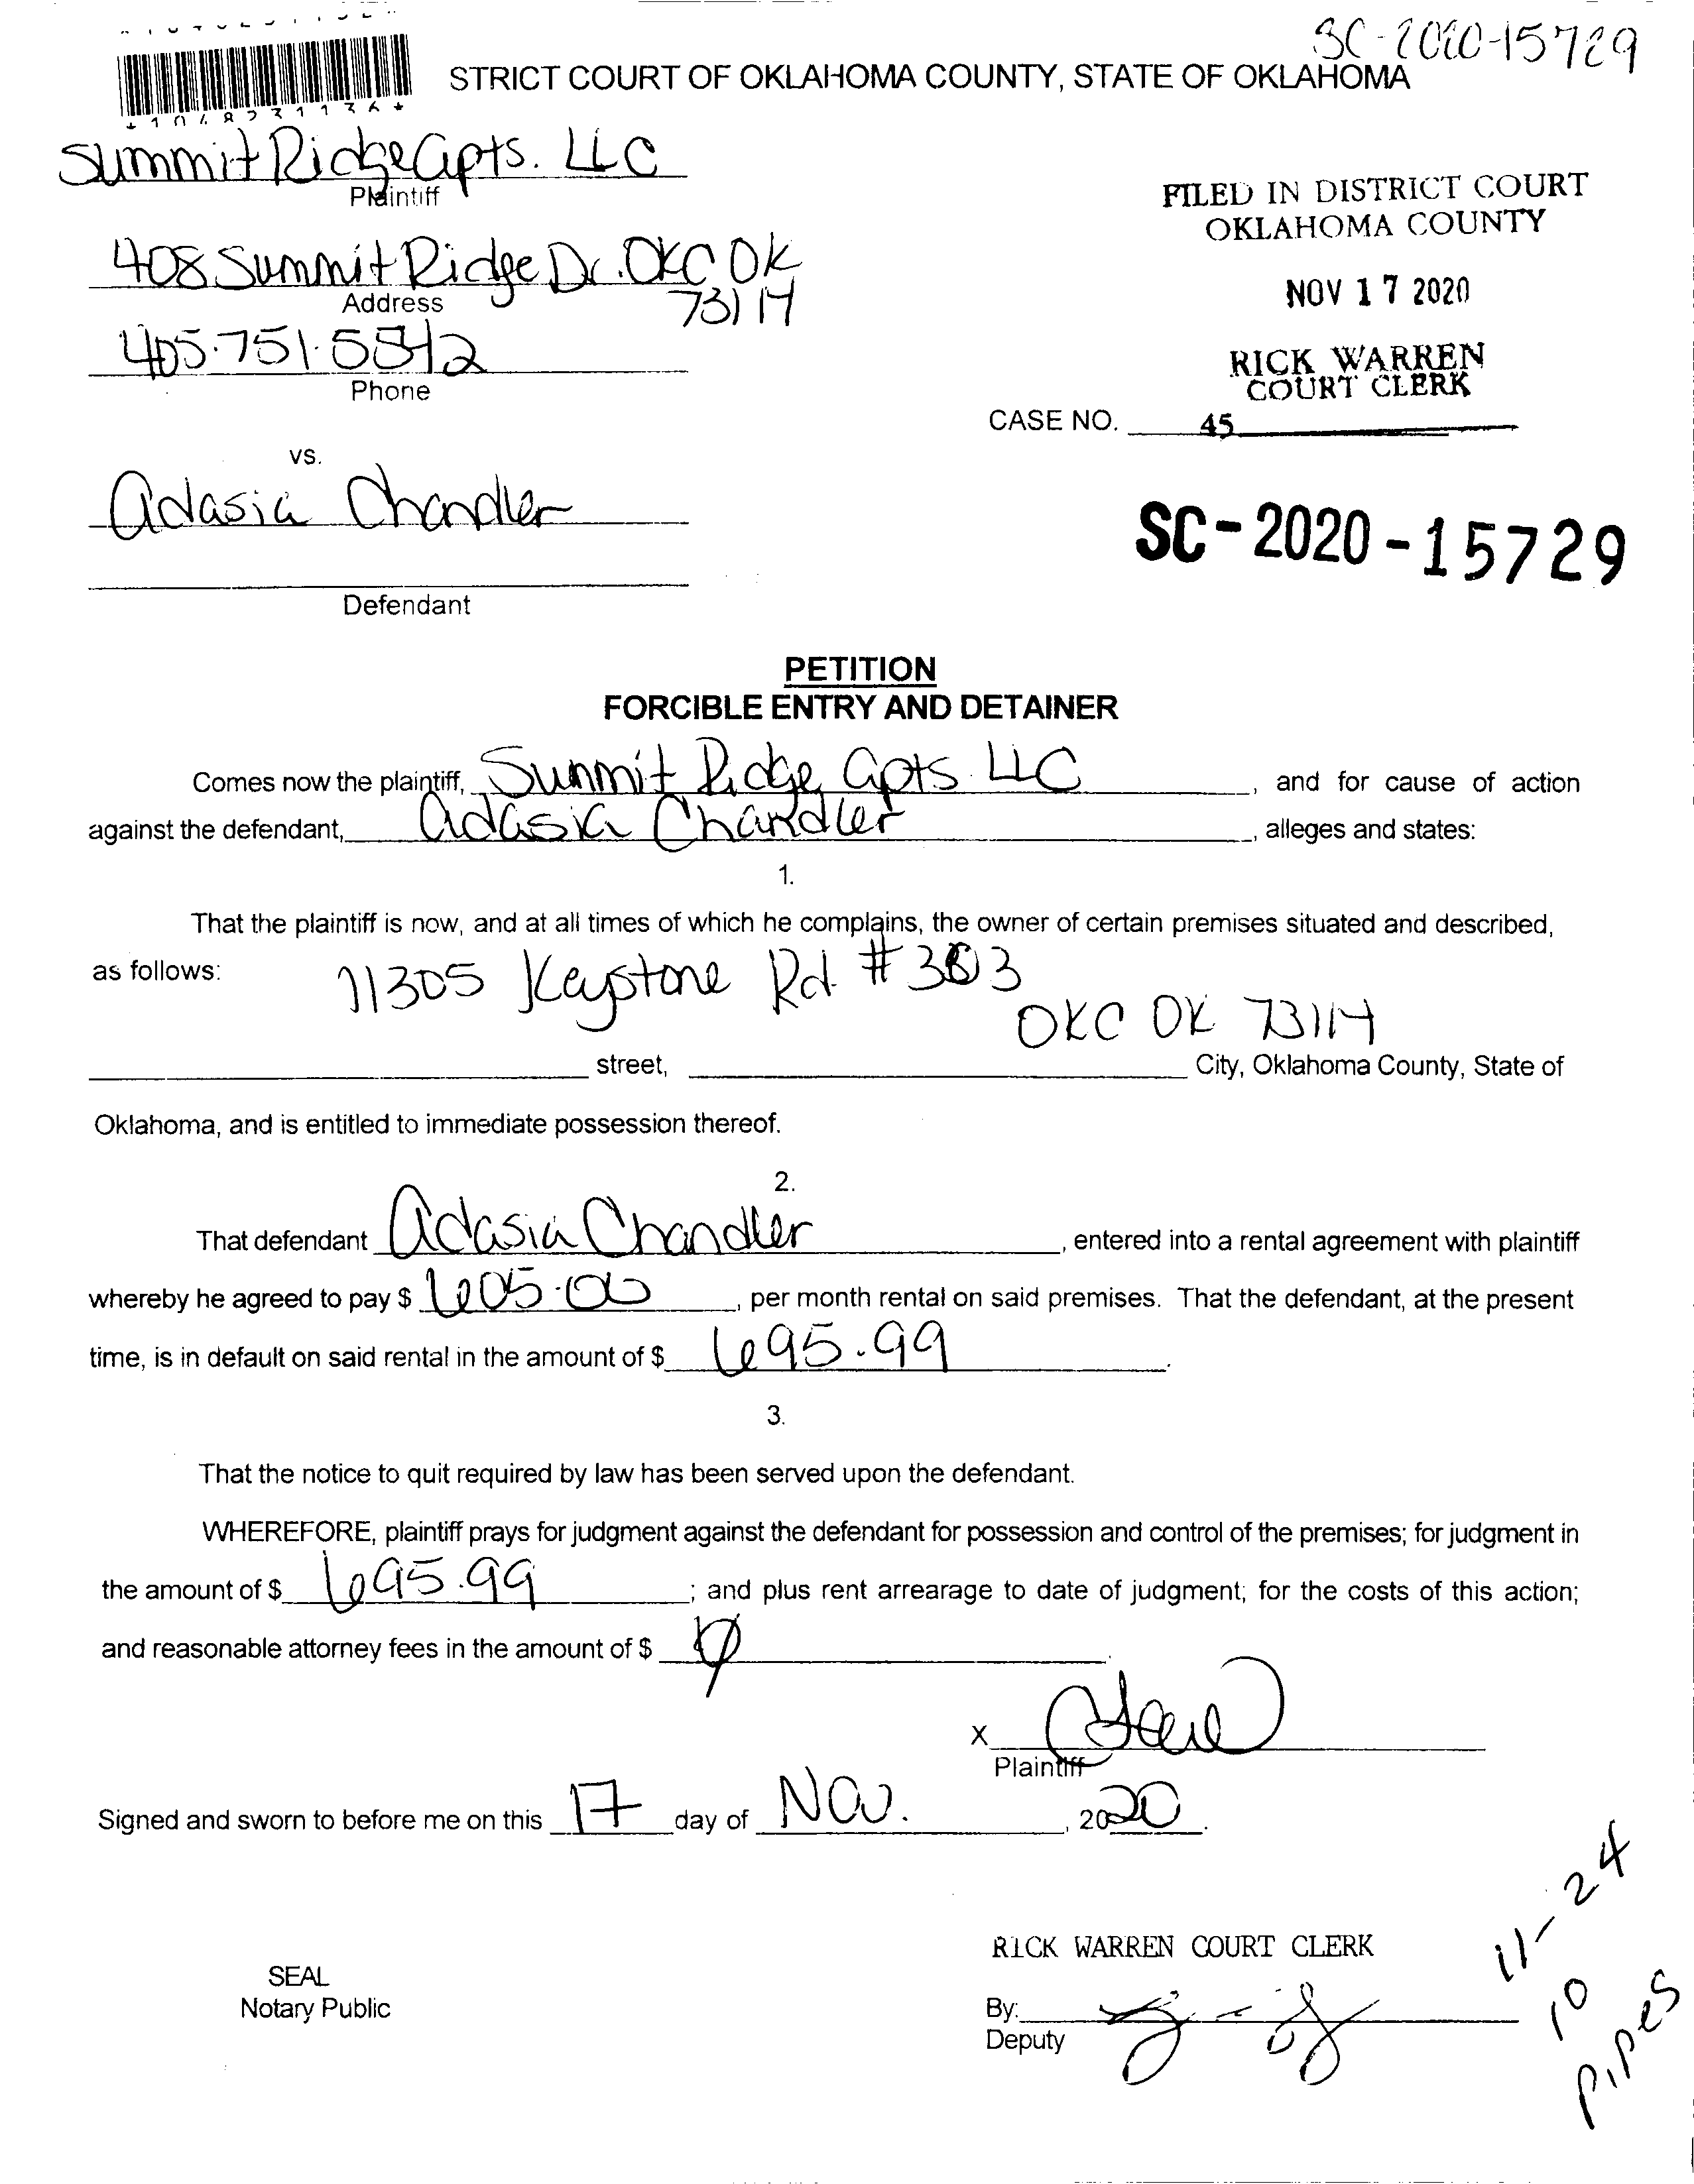 SC-2020-15729
STRICT COURT OF OKLAHOMA COUNTY, STATE OF OKLAHOMA
*1048231136*
Summit Ridge Apts. LLC
Plaintiff
FILED IN DISTRICT COURT
OKLAHOMA COUNTY
408 Summit Ridge Dr. OKC OK
73114
Address
NOV 17 2020
405.751.5542
Phone
RICK WARREN
COURT CLERK
CASE NO. 45
vs.
Adasia Chandler
SC-2020-15729
Defendant
PETITION
FORCIBLE ENTRY AND DETAINER
Comes now the plaintiff, Summit Ridge Apts LLC, and for cause of action
against the defendant, Adasia Chandler, alleges and states:
1.
That the plaintiff is now, and at all times of which he complains, the owner of certain premises situated and described,
as follows: 11305 Keystone Rd #303
OKC OK 73114
street, City, Oklahoma County, State of
Oklahoma, and is entitled to immediate possession thereof.
2.
That defendant Adasia Chandler, entered into a rental agreement with plaintiff
whereby he agreed to pay $ 605.00, per month rental on said premises. That the defendant, at the present
time, is in default on said rental in the amount of $ 695.99.
3.
That the notice to quit required by law has been served upon the defendant.
WHEREFORE, plaintiff prays for judgment against the defendant for possession and control of the premises; for judgment in
the amount of $ 695.99; and plus rent arrearage to date of judgment; for the costs of this action;
and reasonable attorney fees in the amount of $ 0.
X
Plaintiff
Signed and sworn to before me on this 17 day of Nov., 2020.
11-24
10
Pipes
RICK WARREN COURT CLERK
SEAL
Notary Public
By:
Deputy